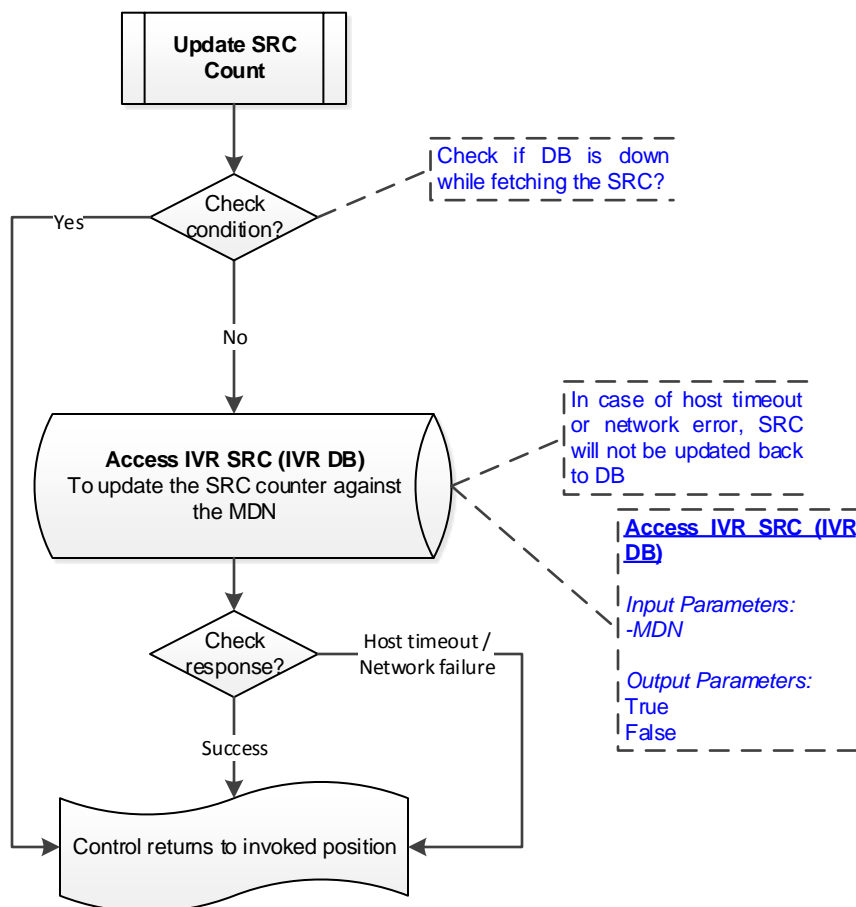 Update SRC
Count
Check if DB is down
while fetching the SRC?
Check
condition?
Yes
No
In case of host timeout
or network error, SRC
will not be updated back
to DB
Access IVR SRC (IVR DB)
To update the SRC counter against
the MDN
Access IVR SRC (IVR
DB)
Input Parameters:
-MDN
Output Parameters:
True
False
Check
response?
Host timeout /
Network failure
Success
Control returns to invoked position